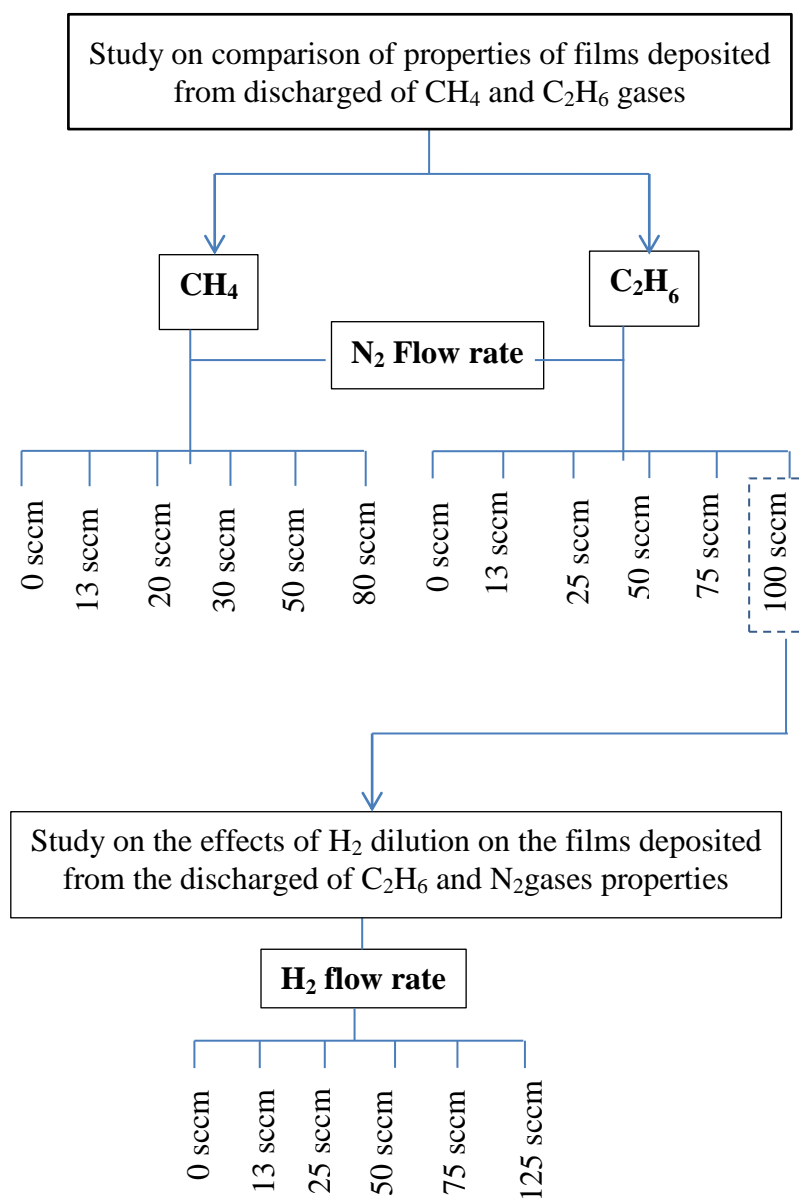 Study on comparison of properties of films deposited
from discharged of CH₄ and C₂H₆ gases
CH₄
C₂H₆
N₂ Flow rate
0 sccm
13 sccm
20 sccm
30 sccm
50 sccm
80 sccm
0 sccm
13 sccm
25 sccm
50 sccm
75 sccm
100 sccm
Study on the effects of H₂ dilution on the films deposited
from the discharged of C₂H₆ and N₂gases properties
H₂ flow rate
0 sccm
13 sccm
25 sccm
50 sccm
75 sccm
125 sccm